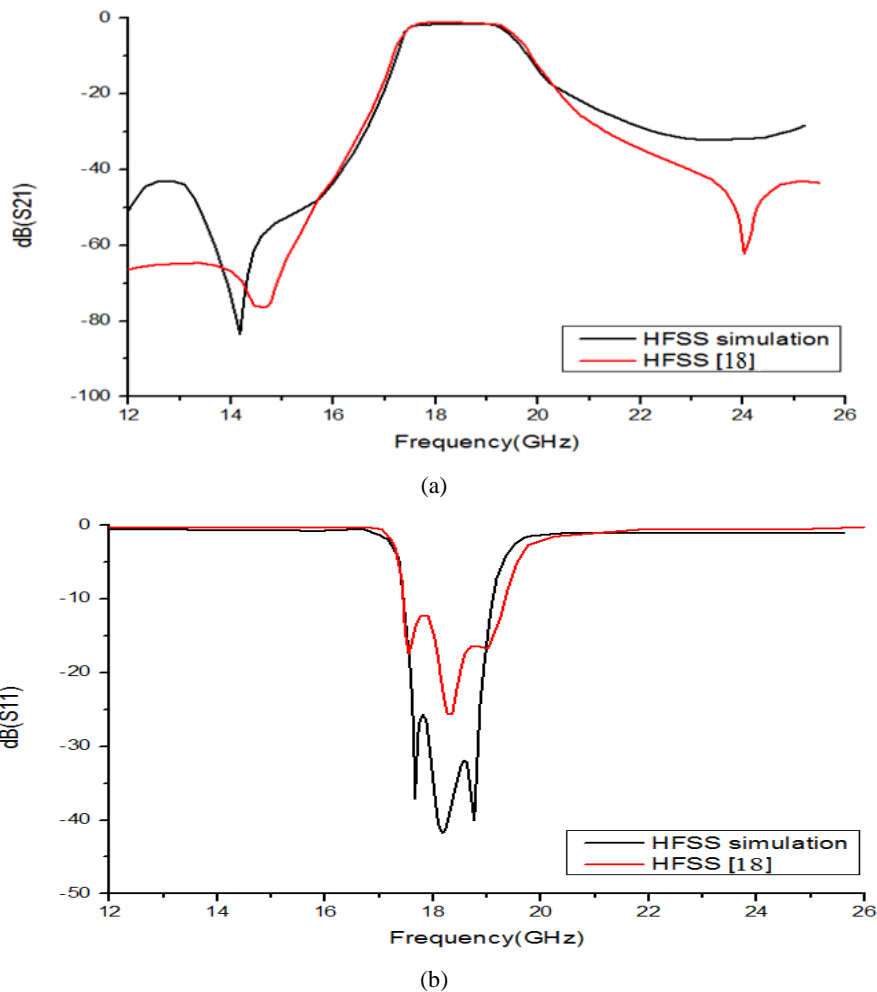 0
-20
-40
-60
-80
-100
dB(S21)
HFSS simulation
HFSS [18]
12 14 16 18 20 22 24 26
Frequency(GHz)
(a)
0
-10
-20
-30
-40
-50
dB(S11)
HFSS simulation
HFSS [18]
12 14 16 18 20 22 24 26
Frequency(GHz)
(b)